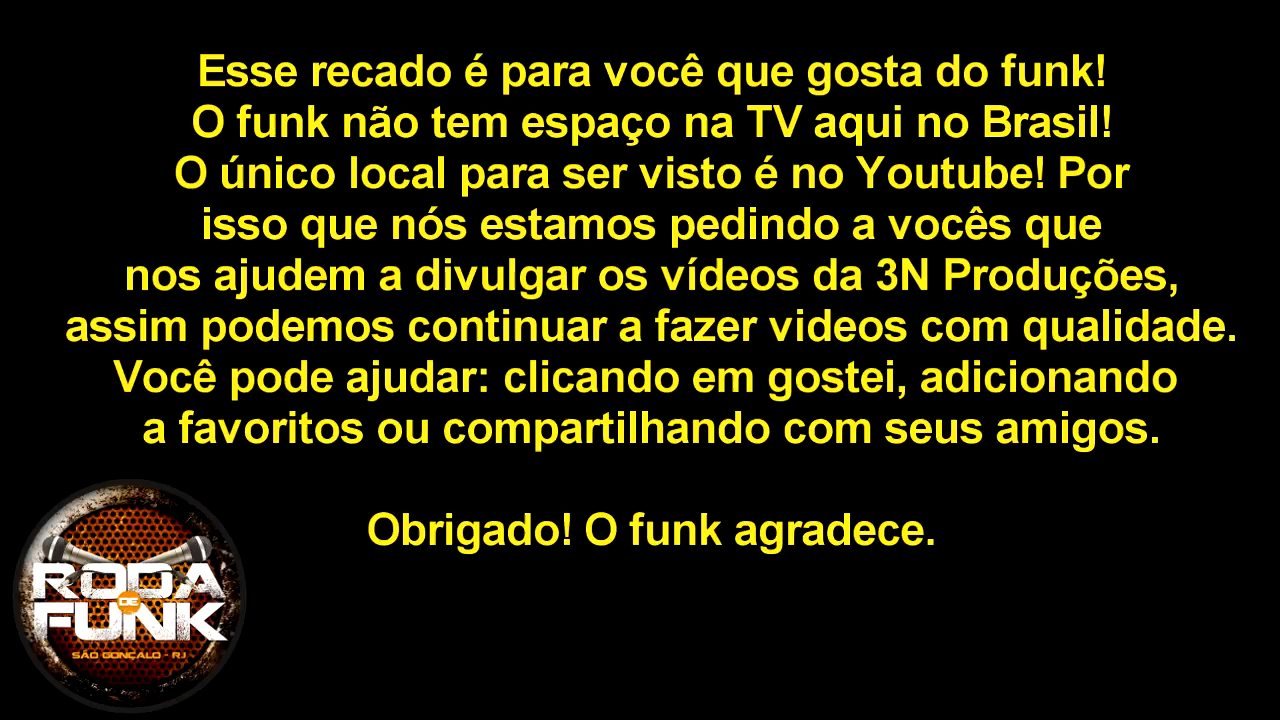 Esse recado é para você que gosta do funk!
O funk não tem espaço na TV aqui no Brasil!
O único local para ser visto é no Youtube! Por
isso que nós estamos pedindo a vocês que
nos ajudem a divulgar os vídeos da 3N Produções,
assim podemos continuar a fazer videos com qualidade.
Você pode ajudar: clicando em gostei, adicionando
a favoritos ou compartilhando com seus amigos.
Obrigado! O funk agradece.
RODA
DE
FUNK
SÃO GONÇALO - RJ